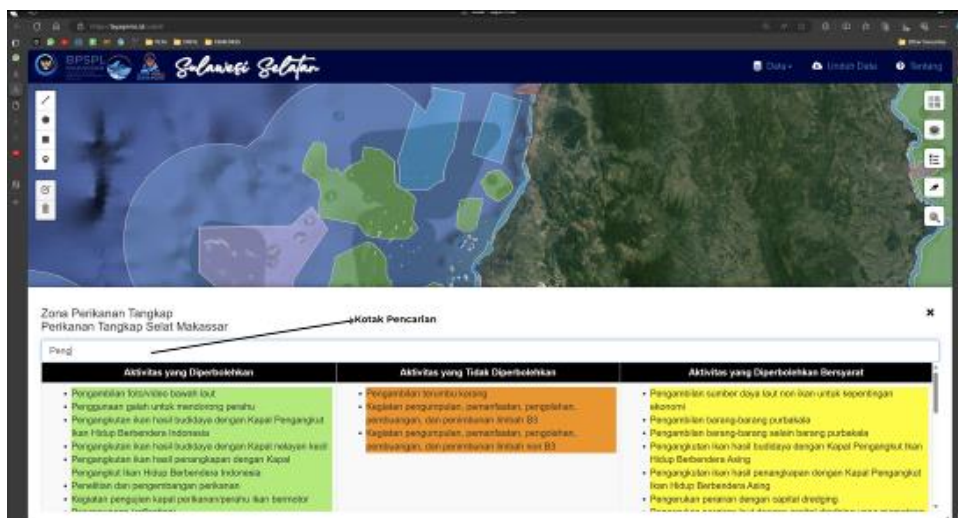 BPSPL
Sulawesi Selatan
Data
Unduh Data
Tentang
Zona Perikanan Tangkap
Perikanan Tangkap Selat Makassar
Kotak Pencarian
Peng
Aktivitas yang Diperbolehkan
Pengambilan foto/video bawah laut
Penggunaan galah untuk mendorong perahu
Pengangkutan ikan hasil budidaya dengan Kapal Pengangkut
Ikan Hidup Berbendera Indonesia
Pengangkutan ikan hasil budidaya dengan Kapal nelayan kecil
Pengangkutan ikan hasil penangkapan dengan Kapal
Pengangkut Ikan Hidup Berbendera Indonesia
Penelitian dan pengembangan perikanan
Kegiatan pengujian kapal perikanan/perahu ikan bermotor
Aktivitas yang Tidak Diperbolehkan
Pengambilan terumbu karang
Kegiatan pengumpulan, pemanfaatan, pengolahan,
pembuangan, dan penimbunan limbah B3
Kegiatan pengumpulan, pemanfaatan, pengolahan,
pembuangan, dan penimbunan limbah non B3
Aktivitas yang Diperbolehkan Bersyarat
Pengambilan sumber daya laut non ikan untuk kepentingan
ekonomi
Pengambilan barang-barang purbakala
Pengambilan barang-barang selain barang purbakala
Pengangkutan ikan hasil budidaya dengan Kapal Pengangkut Ikan
Hidup Berbendera Asing
Pengangkutan ikan hasil penangkapan dengan Kapal Pengangkut
Ikan Hidup Berbendera Asing
Pengerukan perairan dengan capital dredging